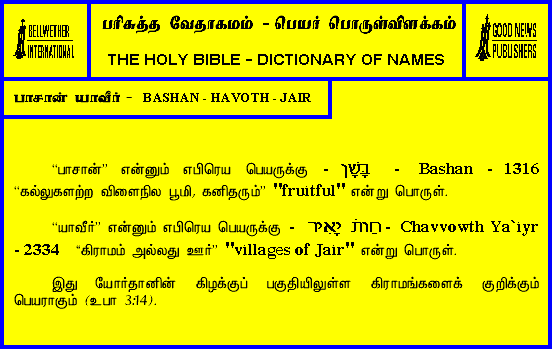 BELLWETHER
INTERNATIONAL
பரிசுத்த வேதாகமம் - பெயர் பொருள்விளக்கம்
THE HOLY BIBLE - DICTIONARY OF NAMES
GOOD NEWS
PUBLISHERS
பாசான் யாவீர் - BASHAN - HAVOTH - JAIR
“பாசான்” என்னும் எபிரெய பெயருக்கு - בָּשָׁן - Bashan - 1316
“கல்லுகளற்ற விளைநில பூமி, கனிதரும்” "fruitful" என்று பொருள்.
“யாவீர்” என்னும் எபிரெய பெயருக்கு - חַוֹּת יָאִיר - Chavvowth Ya`iyr
- 2334 “கிராமம் அல்லது ஊர்” "villages of Jair" என்று பொருள்.
இது யோர்தானின் கிழக்குப் பகுதியிலுள்ள கிராமங்களைக் குறிக்கும்
பெயராகும் (உபா 3:14).